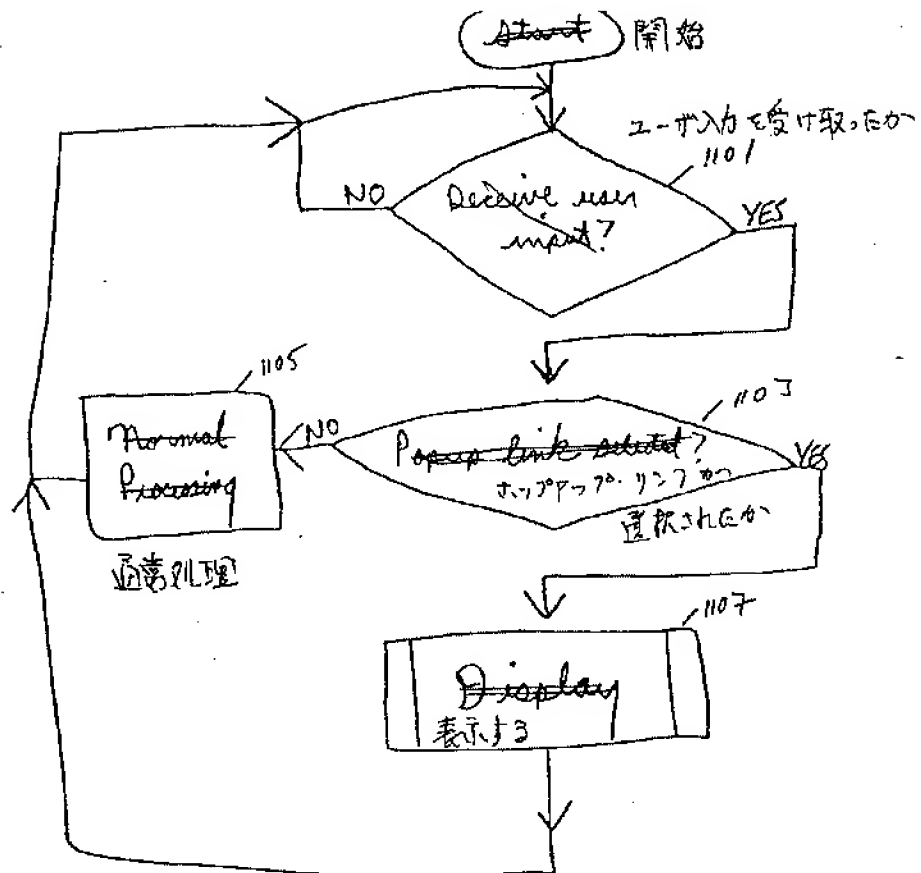 Start 開始
ユーザ入力を受け取ったか
1101
NO
Receive user
input?
YES
1105
1103
Normal
Processing
NO
Popup link selected?
YES
ポップアップ・リンクが
選択されたか
通常処理
1107
Display
表示する